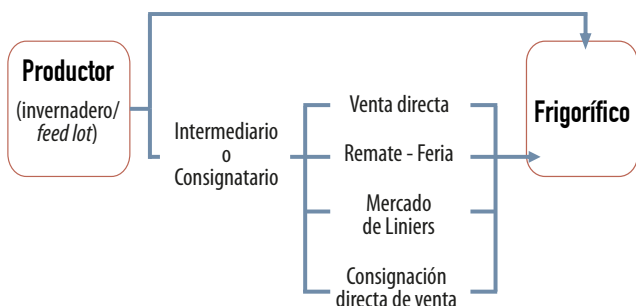 Productor
(invernadero/
feed lot)
Intermediario
o
Consignatario
Venta directa
Remate - Feria
Mercado
de Liniers
Consignación
directa de venta
Frigorífico